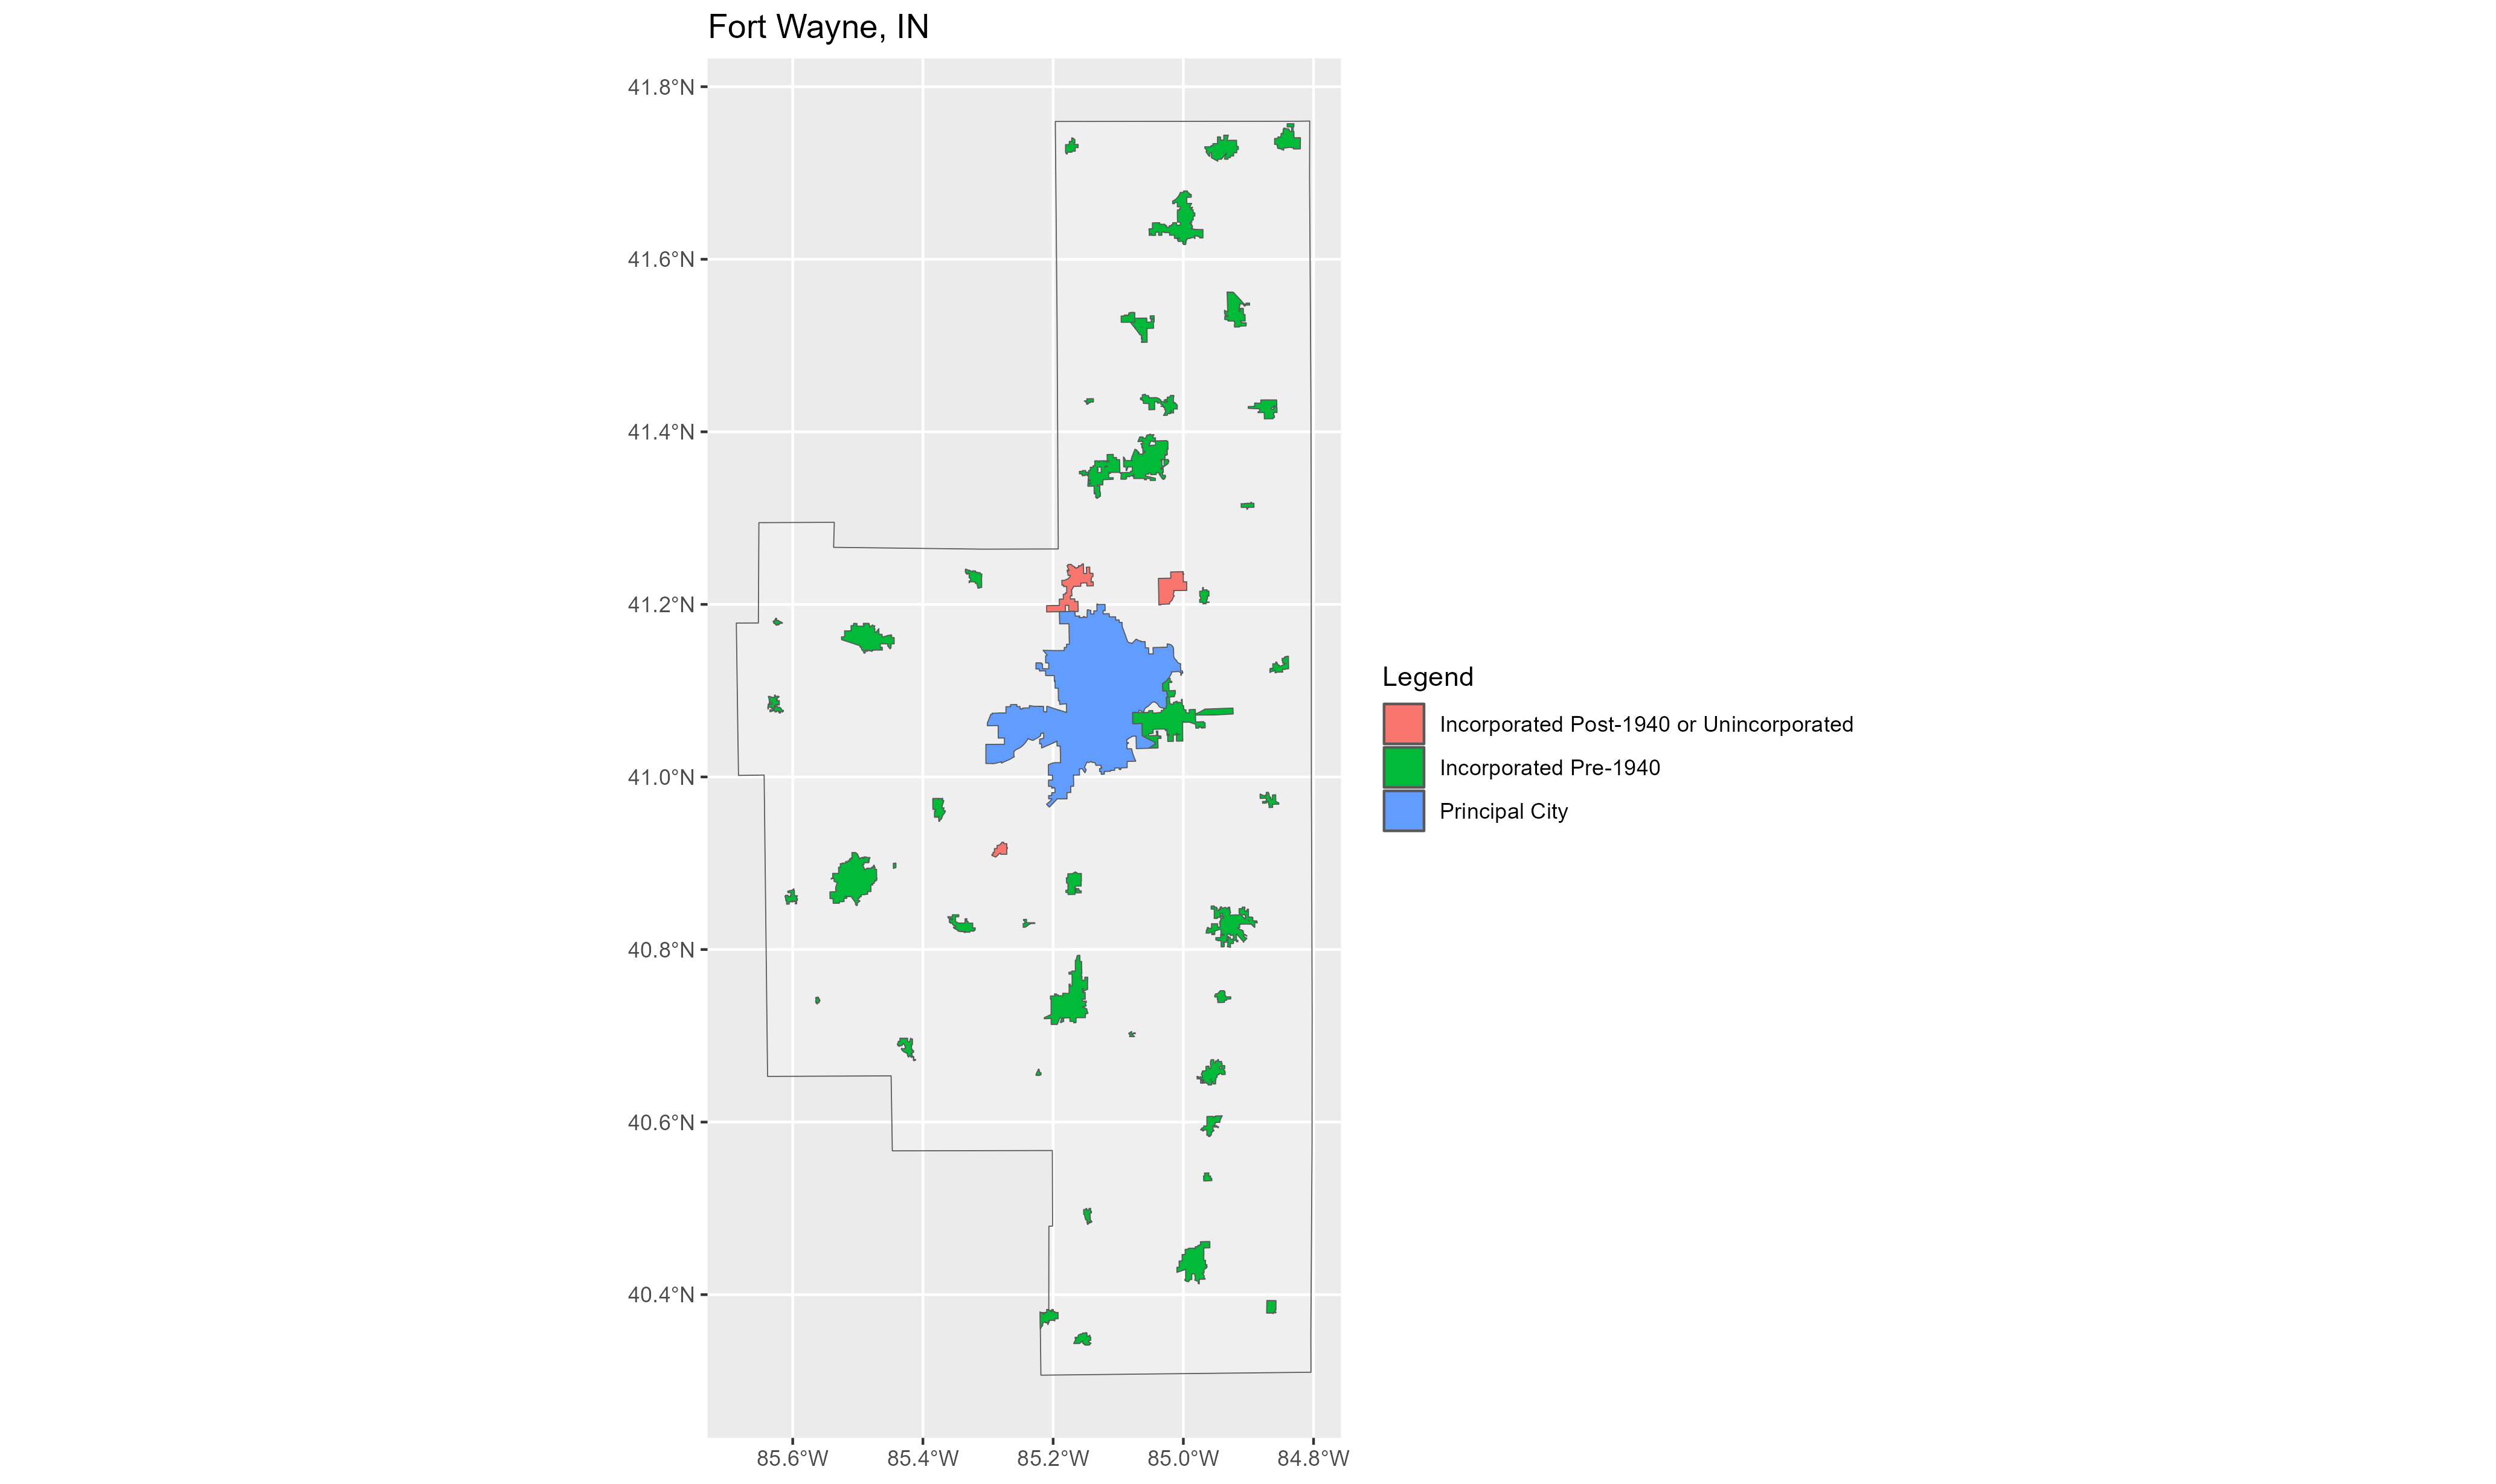 Fort Wayne, IN
41.8°N
41.6°N
41.4°N
41.2°N
41.0°N
40.8°N
40.6°N
40.4°N
85.6°W 85.4°W 85.2°W 85.0°W 84.8°W
Legend
Incorporated Post-1940 or Unincorporated
Incorporated Pre-1940
Principal City